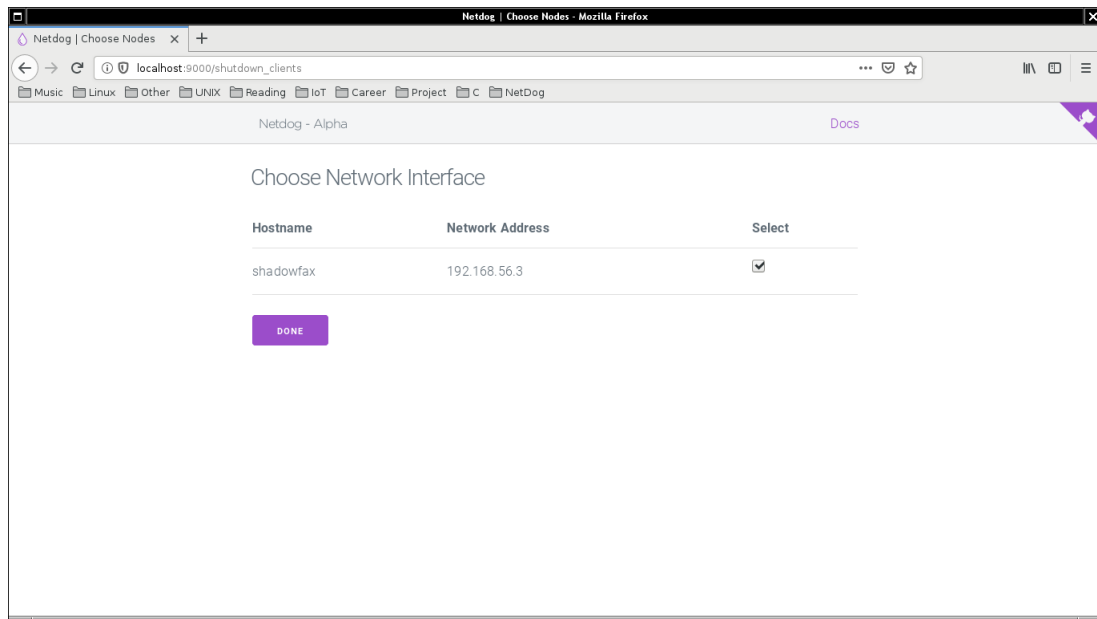 Netdog | Choose Nodes - Mozilla Firefox
Netdog | Choose Nodes
localhost:9000/shutdown_clients
Music Linux Other UNIX Reading IoT Career Project C NetDog
Netdog - Alpha Docs
Choose Network Interface
Hostname Network Address Select
shadowfax 192.168.56.3
DONE